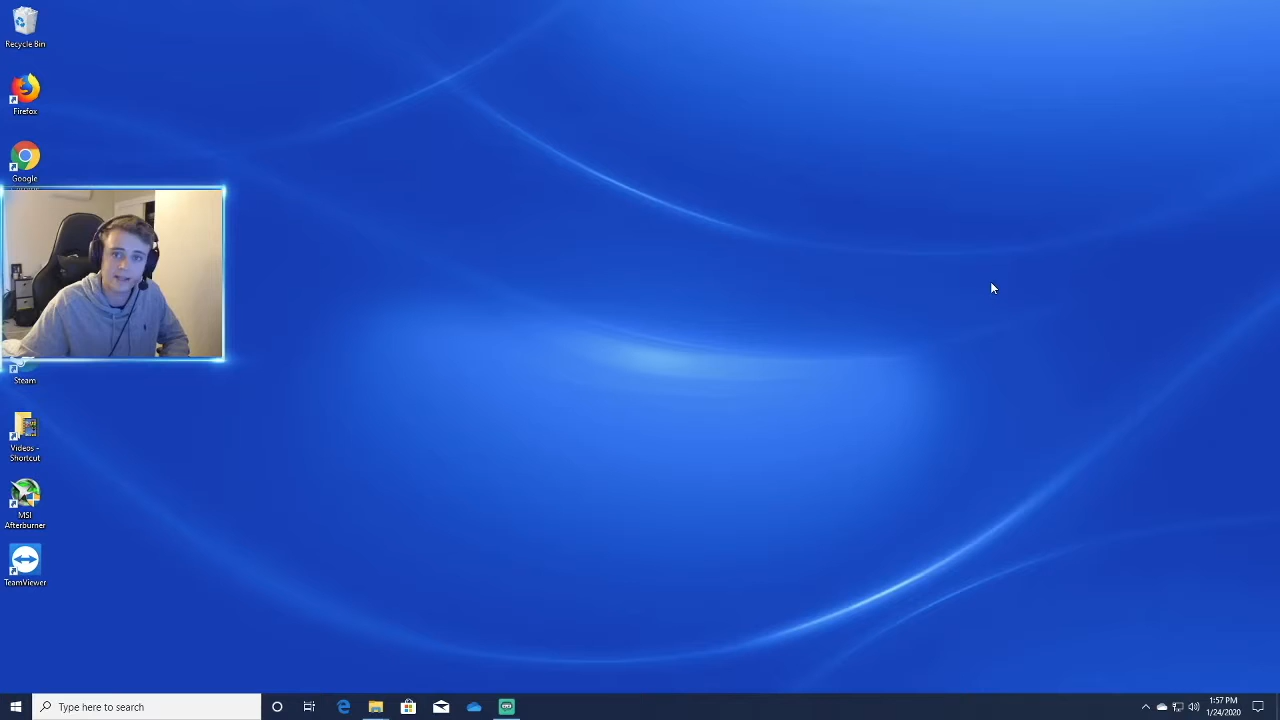 Recycle Bin
Firefox
Google
Steam
Videos -
Shortcut
MSI
Afterburner
TeamViewer
Type here to search
1:57 PM
1/24/2020